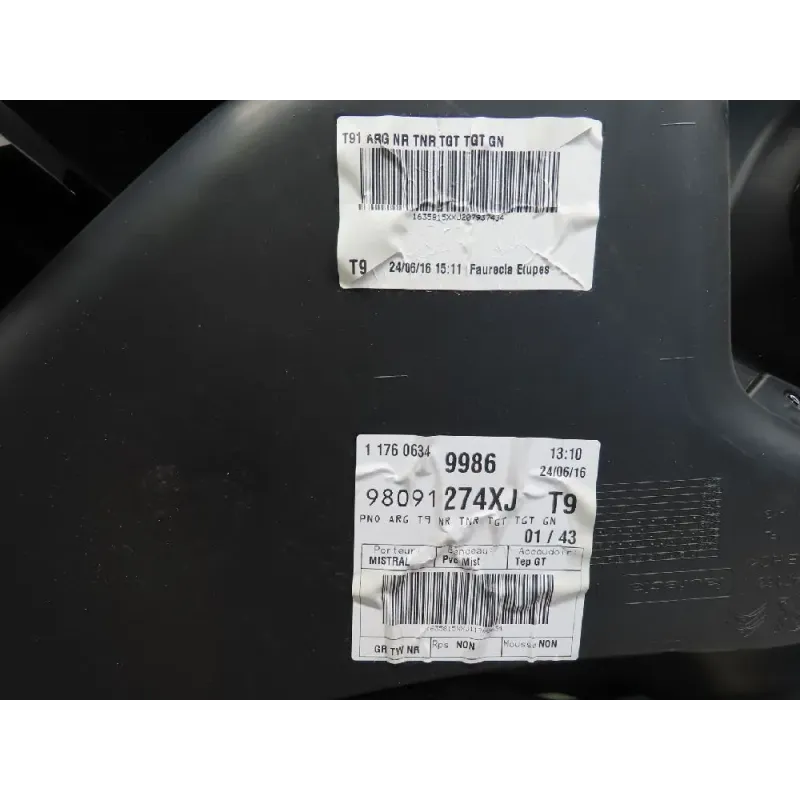 T91 ARG NR TNR TGT TGT GN
T9 24/06/16 15:11 Faurecia Etupes
1 176 0634 9986 13:10
24/06/16
98091 274XJ T9
PNO ARG T9 NR TNR TGT TGT GN
01 / 43
Porteur Bandeau Accoudoir
MISTRAL Pvc Mist Tep GT
GR TW NR Rps NON Mousse NON